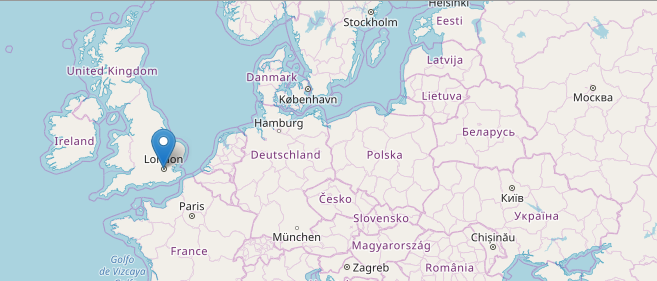 Helsinki
Stockholm
Eesti
United Kingdom
Latvija
Danmark
København
Lietuva
Москва
Hamburg
Беларусь
Ireland
London
Deutschland
Polska
Київ
Česko
Paris
Slovensko
Україна
München
Chișinău
France
Magyarország
Golfo
de Vizcaya
Zagreb
România